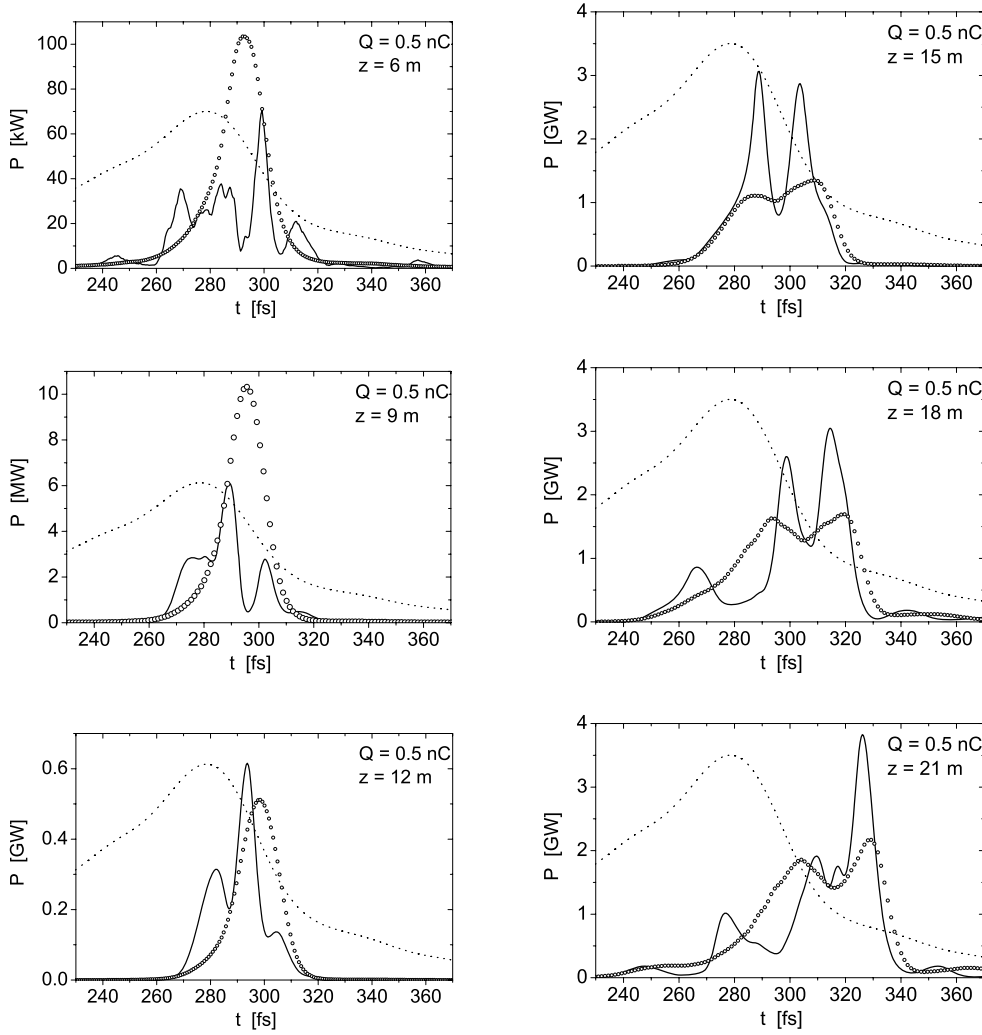 Q = 0.5 nC
z = 6 m
P [kW]
100
80
60
40
20
0
240 260 280 300 320 340 360
t [fs]
Q = 0.5 nC
z = 15 m
P [GW]
4
3
2
1
0
240 260 280 300 320 340 360
t [fs]
Q = 0.5 nC
z = 9 m
P [MW]
10
8
6
4
2
0
240 260 280 300 320 340 360
t [fs]
Q = 0.5 nC
z = 18 m
P [GW]
4
3
2
1
0
240 260 280 300 320 340 360
t [fs]
Q = 0.5 nC
z = 12 m
P [GW]
0.6
0.4
0.2
0.0
240 260 280 300 320 340 360
t [fs]
Q = 0.5 nC
z = 21 m
P [GW]
4
3
2
1
0
240 260 280 300 320 340 360
t [fs]